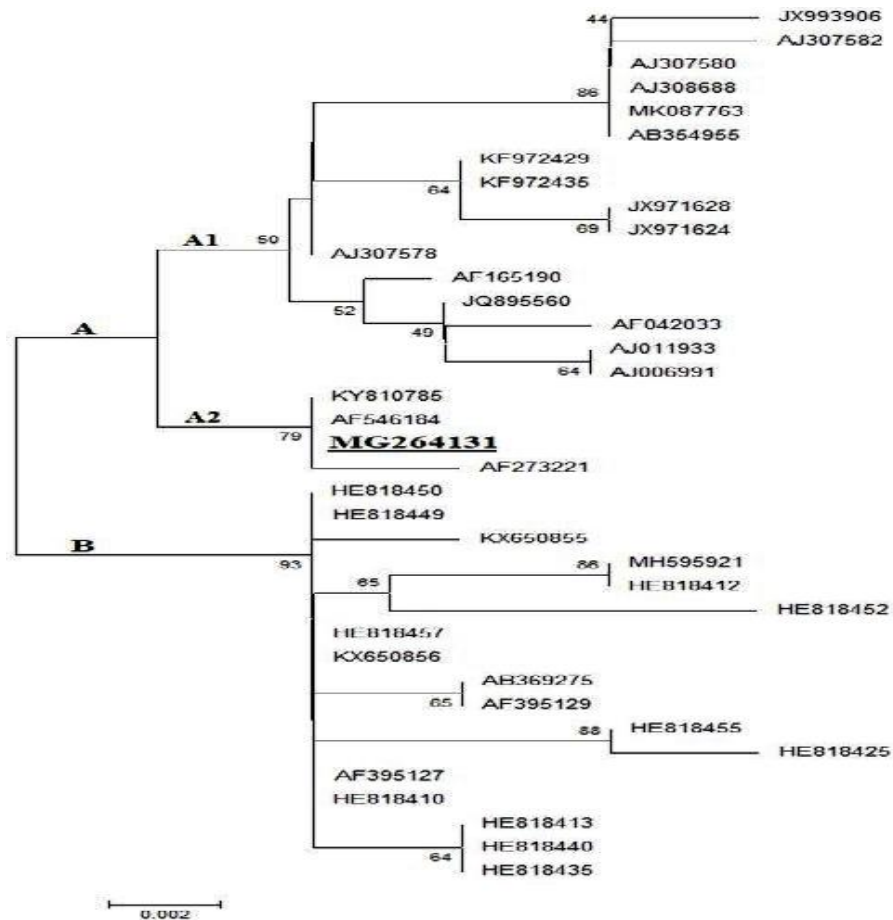 44
JX993906
AJ307582
AJ307580
86
AJ308688
MK087763
AB354955
KF972429
64
KF972435
JX971628
69
JX971624
A1
50
AJ307578
AF165190
52
JQ895560
49
AF042033
AJ011933
64
AJ006991
A
KY810785
A2
AF546184
79
MG264131
AF273221
HE818450
HE818449
B
93
KX650855
86
MH595921
65
HE818412
HE818452
HE818457
KX650856
AB369275
65
AF395129
88
HE818455
HE818425
AF395127
HE818410
HE818413
64
HE818440
HE818435
0.002